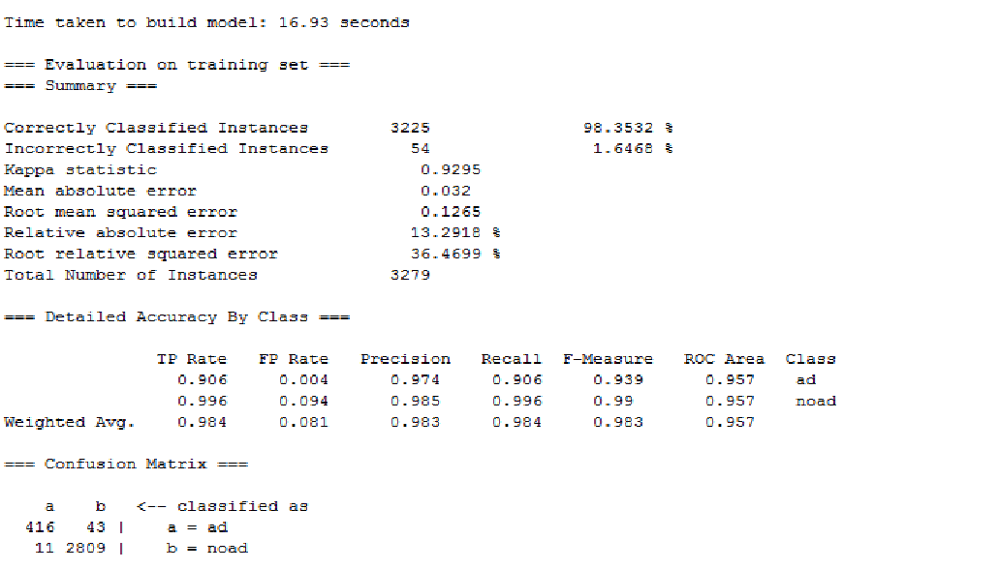 Time taken to build model: 16.93 seconds
=== Evaluation on training set ===
=== Summary ===
Correctly Classified Instances 3225 98.3532 %
Incorrectly Classified Instances 54 1.6468 %
Kappa statistic 0.9295
Mean absolute error 0.032
Root mean squared error 0.1265
Relative absolute error 13.2918 %
Root relative squared error 36.4699 %
Total Number of Instances 3279
=== Detailed Accuracy By Class ===
TP Rate FP Rate Precision Recall F-Measure ROC Area Class
0.906 0.004 0.974 0.906 0.939 0.957 ad
0.996 0.094 0.985 0.996 0.99 0.957 noad
Weighted Avg. 0.984 0.081 0.983 0.984 0.983 0.957
=== Confusion Matrix ===
a b <-- classified as
416 43 | a = ad
11 2809 | b = noad